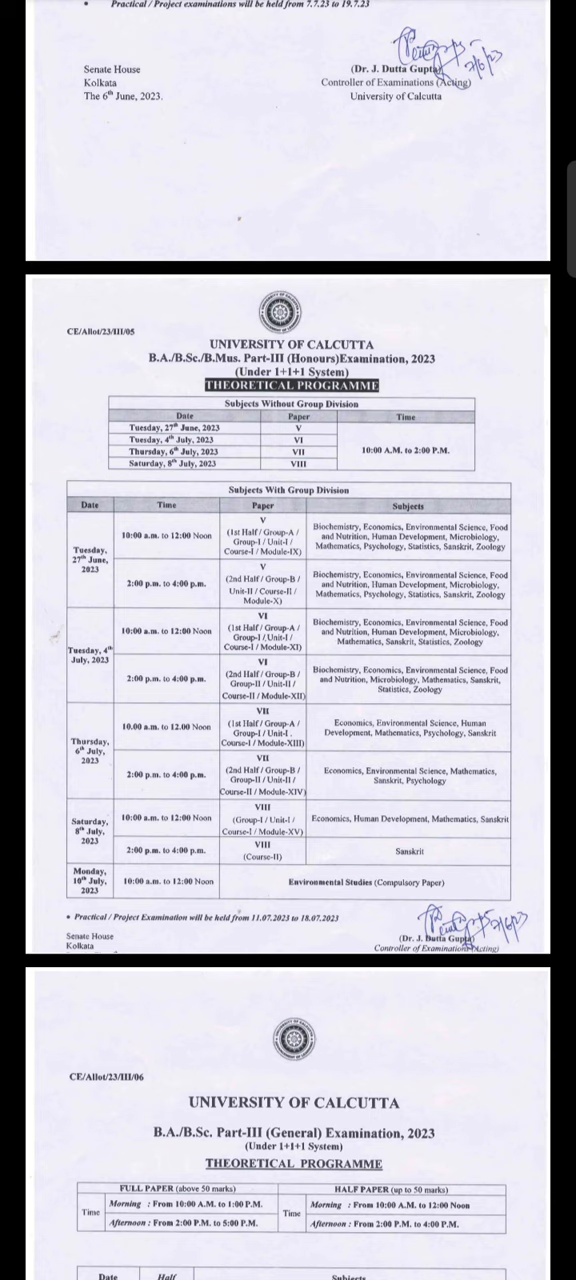 • Practical / Project examinations will be held from 7.7.23 to 19.7.23
7/6/23
Senate House
Kolkata
The 6th June, 2023.
(Dr. J. Dutta Gupta)
Controller of Examinations (Acting)
University of Calcutta
CE/Allot/23/III/05
UNIVERSITY OF CALCUTTA
B.A./B.Sc./B.Mus. Part-III (Honours)Examination, 2023
(Under 1+1+1 System)
THEORETICAL PROGRAMME
Subjects Without Group Division
Date Paper Time
Tuesday, 27th June, 2023 V
Tuesday, 4th July, 2023 VI
Thursday, 6th July, 2023 VII
Saturday, 8th July, 2023 VIII
10:00 A.M. to 2:00 P.M.
Subjects With Group Division
Date Time Paper Subjects
Tuesday,
27th June,
2023
10:00 a.m. to 12:00 Noon
V
(1st Half / Group-A /
Group-I / Unit-I /
Course-I / Module-IX)
Biochemistry, Economics, Environmental Science, Food
and Nutrition, Human Development, Microbiology,
Mathematics, Psychology, Statistics, Sanskrit, Zoology
2:00 p.m. to 4:00 p.m.
V
(2nd Half / Group-B /
Unit-II / Course-II /
Module-X)
Biochemistry, Economics, Environmental Science, Food
and Nutrition, Human Development, Microbiology,
Mathematics, Psychology, Statistics, Sanskrit, Zoology
Tuesday, 4th
July, 2023
10:00 a.m. to 12:00 Noon
VI
(1st Half / Group-A /
Group-I / Unit-I /
Course-I / Module-XI)
Biochemistry, Economics, Environmental Science, Food
and Nutrition, Human Development, Microbiology,
Mathematics, Sanskrit, Statistics, Zoology
2:00 p.m. to 4:00 p.m.
VI
(2nd Half / Group-B /
Group-II / Unit-II /
Course-II / Module-XII)
Biochemistry, Economics, Environmental Science, Food
and Nutrition, Microbiology, Mathematics, Sanskrit,
Statistics, Zoology
Thursday,
6th July,
2023
10.00 a.m. to 12.00 Noon
VII
(1st Half / Group-A /
Group-I / Unit-I .
Course-I / Module-XIII)
Economics, Environmental Science, Human
Development, Mathematics, Psychology, Sanskrit
2:00 p.m. to 4:00 p.m.
VII
(2nd Half / Group-B /
Group-II / Unit-II /
Course-II / Module-XIV)
Economics, Environmental Science, Mathematics,
Sanskrit, Psychology
Saturday,
8th July,
2023
10:00 a.m. to 12:00 Noon
VIII
(Group-I / Unit-I /
Course-I / Module-XV)
Economics, Human Development, Mathematics, Sanskrit
2:00 p.m. to 4:00 p.m.
VIII
(Course-II)
Sanskrit
Monday,
10th July,
2023
10:00 a.m. to 12:00 Noon
Environmental Studies (Compulsory Paper)
• Practical / Project Examination will be held from 11.07.2023 to 18.07.2023
7/6/23
Senate House
Kolkata
(Dr. J. Dutta Gupta)
Controller of Examinations (Acting)
CE/Allot/23/III/06
UNIVERSITY OF CALCUTTA
B.A./B.Sc. Part-III (General) Examination, 2023
(Under 1+1+1 System)
THEORETICAL PROGRAMME
FULL PAPER (above 50 marks) HALF PAPER (up to 50 marks)
Time
Morning : From 10:00 A.M. to 1:00 P.M.
Afternoon : From 2:00 P.M. to 5:00 P.M.
Time
Morning : From 10:00 A.M. to 12:00 Noon
Afternoon : From 2:00 P.M. to 4:00 P.M.
Date Half Subjects